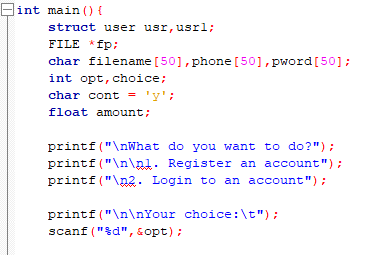 int main(){
struct user usr,usr1;
FILE *fp;
char filename[50],phone[50],pword[50];
int opt,choice;
char cont = 'y';
float amount;
printf("\nWhat do you want to do?");
printf("\n\n1. Register an account");
printf("\n2. Login to an account");
printf("\n\nYour choice:\t");
scanf("%d",&opt);